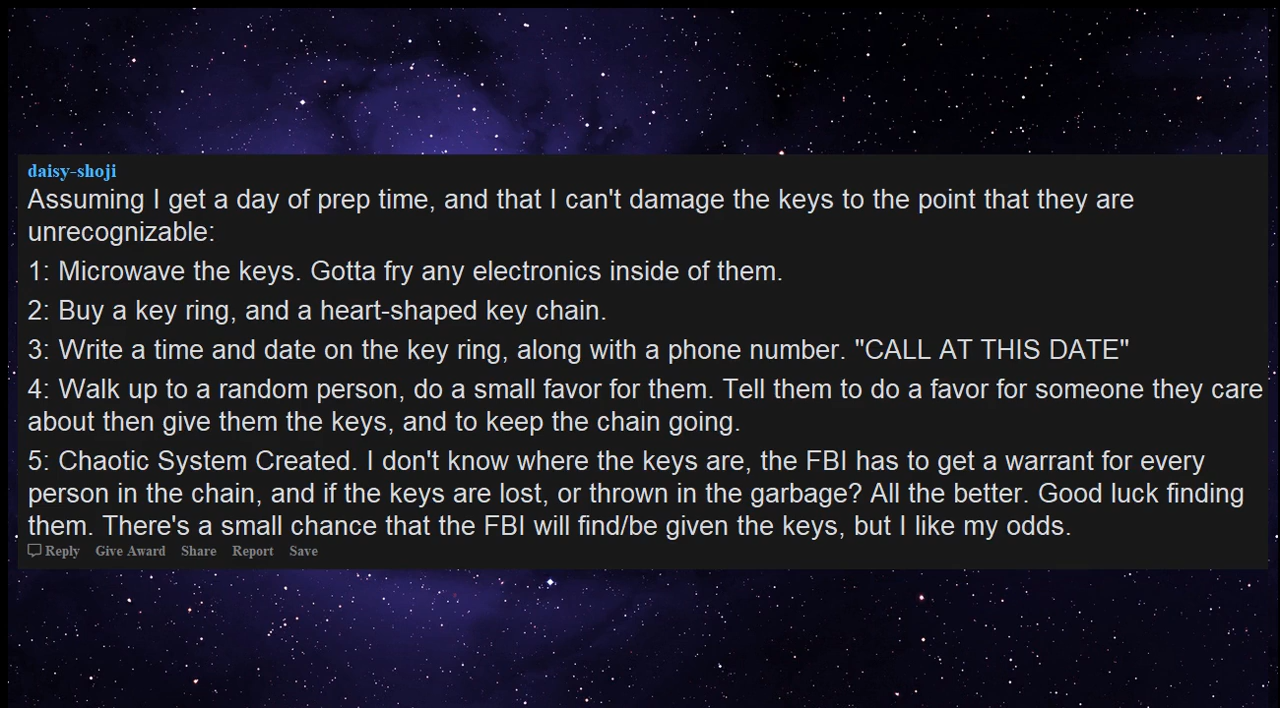 daisy-shoji
Assuming I get a day of prep time, and that I can't damage the keys to the point that they are
unrecognizable:
1: Microwave the keys. Gotta fry any electronics inside of them.
2: Buy a key ring, and a heart-shaped key chain.
3: Write a time and date on the key ring, along with a phone number. "CALL AT THIS DATE"
4: Walk up to a random person, do a small favor for them. Tell them to do a favor for someone they care
about then give them the keys, and to keep the chain going.
5: Chaotic System Created. I don't know where the keys are, the FBI has to get a warrant for every
person in the chain, and if the keys are lost, or thrown in the garbage? All the better. Good luck finding
them. There's a small chance that the FBI will find/be given the keys, but I like my odds.
Reply Give Award Share Report Save